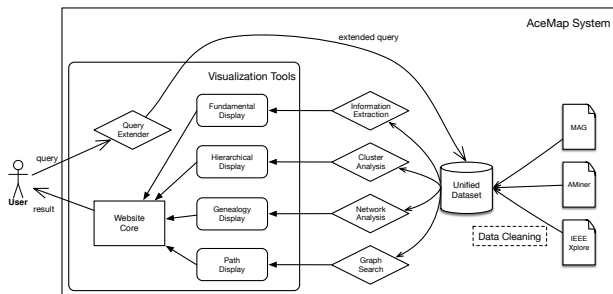 AceMap System
extended query
Visualization Tools
Query
Extender
Fundamental
Display
Information
Extraction
MAG
query
User
result
Hierarchical
Display
Cluster
Analysis
Unified
Dataset
AMiner
Website
Core
Genealogy
Display
Network
Analysis
Data Cleaning
IEEE
Xplore
Path
Display
Graph
Search